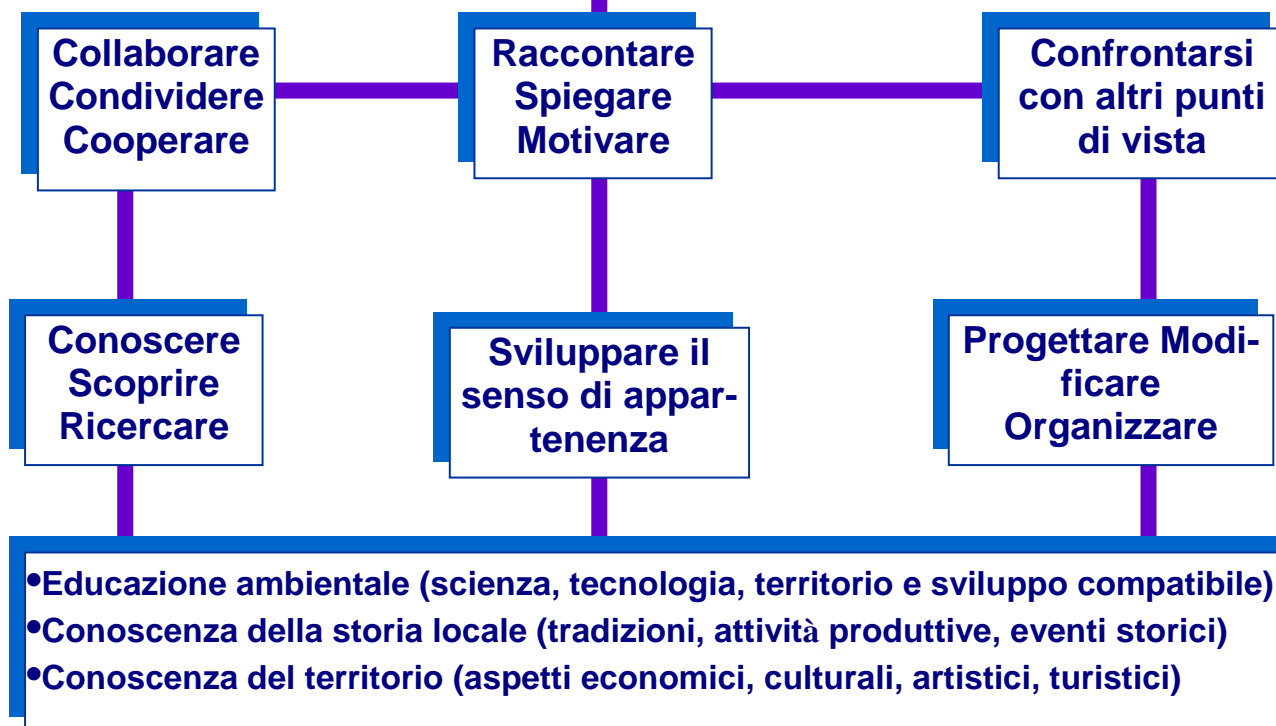 Collaborare
Condividere
Cooperare
Raccontare
Spiegare
Motivare
Confrontarsi
con altri punti
di vista
Conoscere
Scoprire
Ricercare
Sviluppare il
senso di appar-
tenenza
Progettare Modi-
ficare
Organizzare
•Educazione ambientale (scienza, tecnologia, territorio e sviluppo compatibile)
•Conoscenza della storia locale (tradizioni, attività produttive, eventi storici)
•Conoscenza del territorio (aspetti economici, culturali, artistici, turistici)